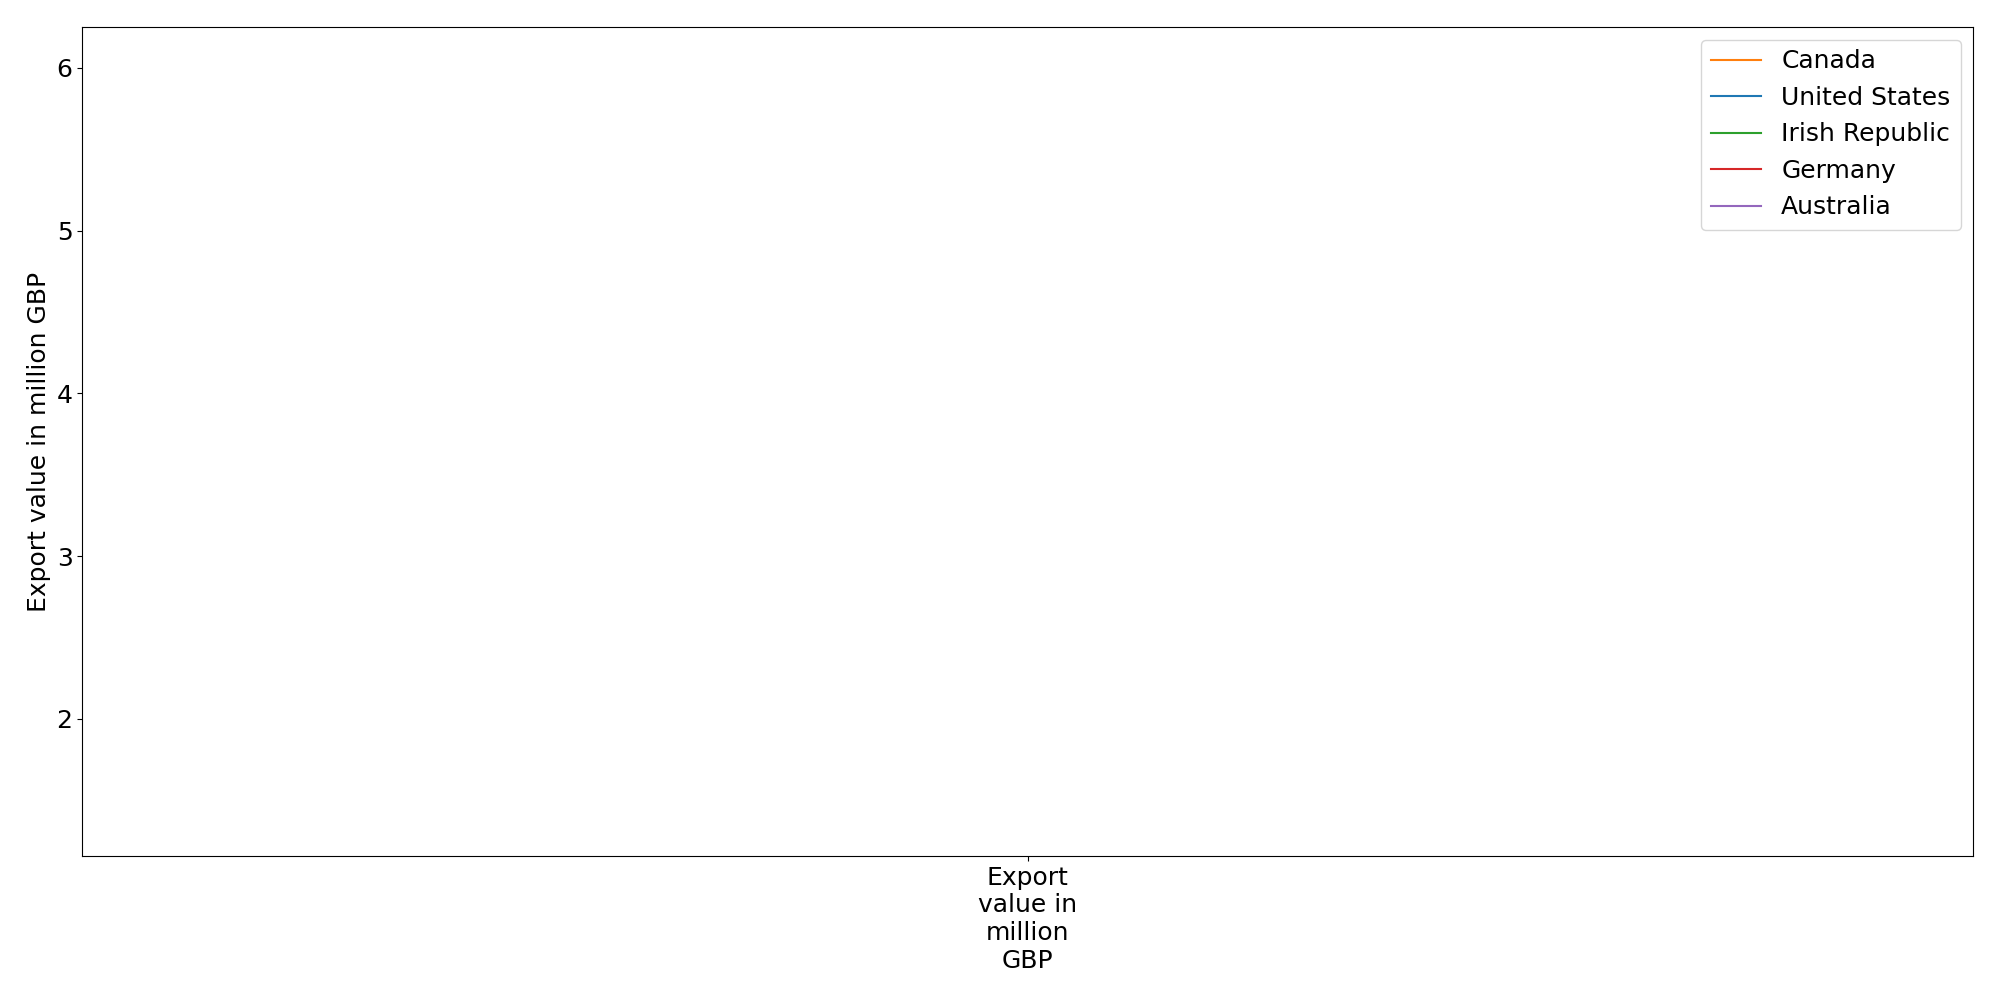 Export value in million GBP
6
5
4
3
2
Canada
United States
Irish Republic
Germany
Australia
Export
value in
million
GBP